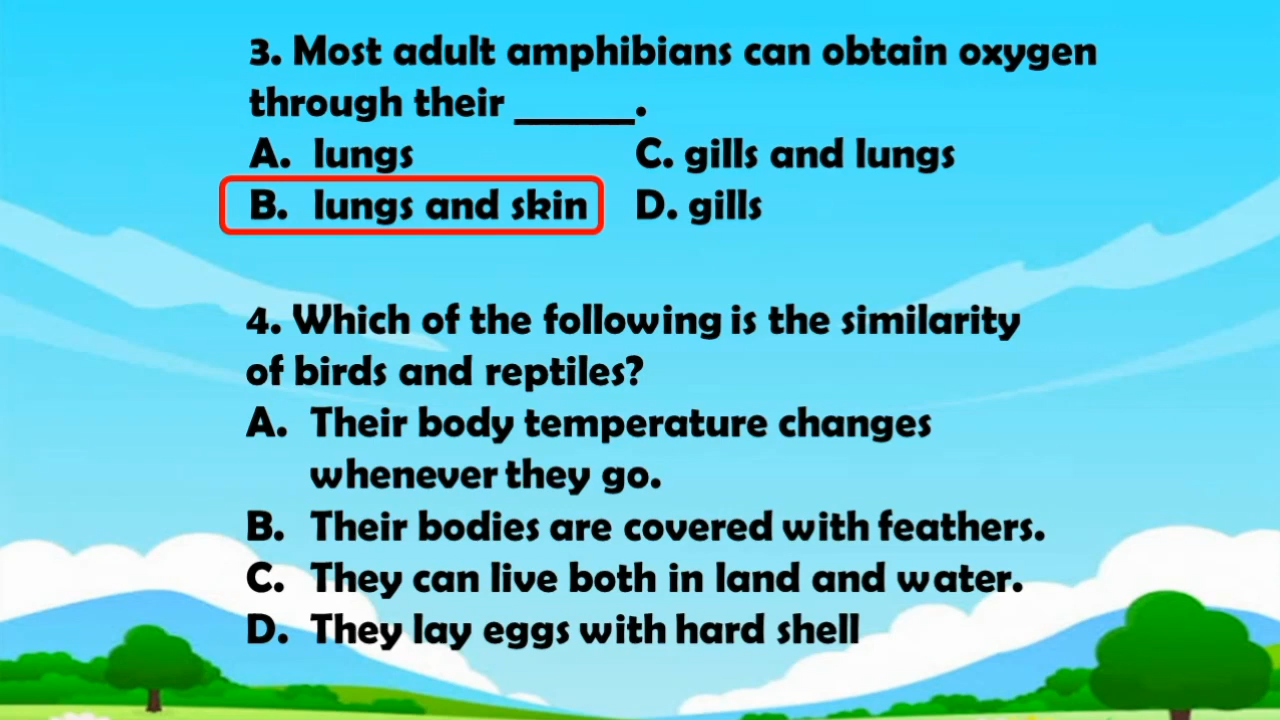 3. Most adult amphibians can obtain oxygen
through their ______.
A. lungs C. gills and lungs
B. lungs and skin D. gills
4. Which of the following is the similarity
of birds and reptiles?
A. Their body temperature changes
whenever they go.
B. Their bodies are covered with feathers.
C. They can live both in land and water.
D. They lay eggs with hard shell